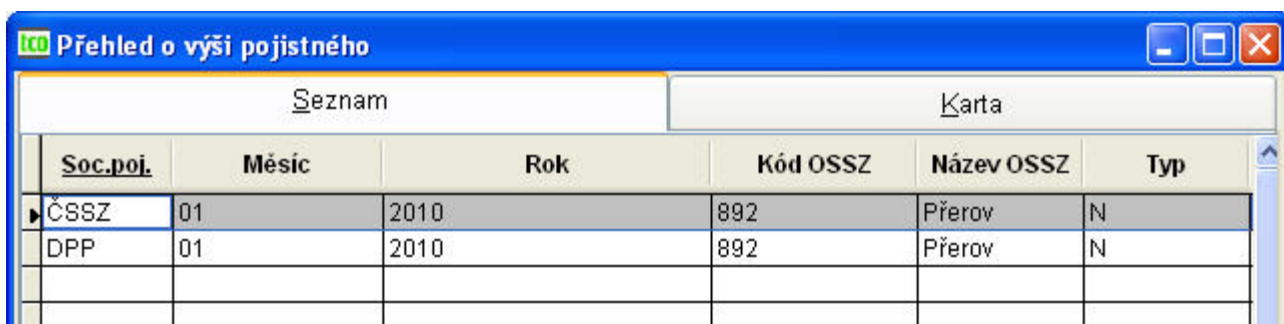 tco Přehled o výši pojistného
Seznam Karta
Soc.poj. Měsíc Rok Kód OSSZ Název OSSZ Typ
ČSSZ 01 2010 892 Přerov N
DPP 01 2010 892 Přerov N